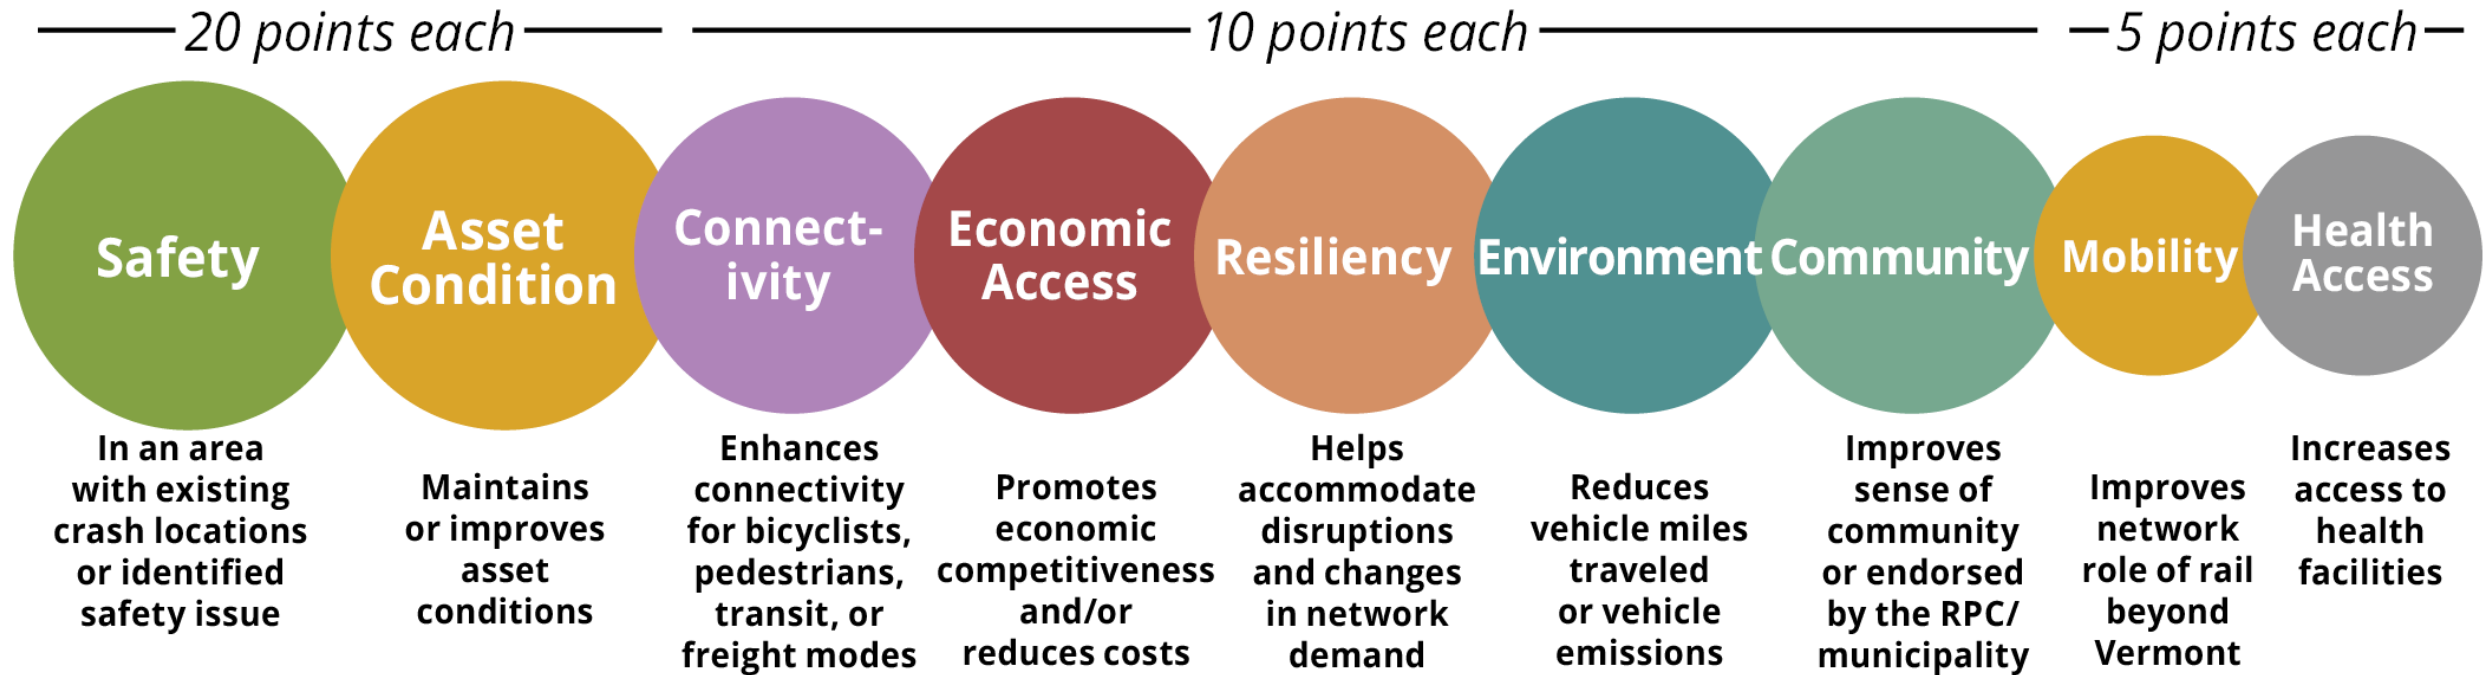 20 points each
10 points each
5 points each
Safety
Asset
Condition
Connect-
ivity
Economic
Access
Resiliency
Environment
Community
Mobility
Health
Access
In an area
with existing
crash locations
or identified
safety issue
Maintains
or improves
asset
conditions
Enhances
connectivity
for bicyclists,
pedestrians,
transit, or
freight modes
Promotes
economic
competitiveness
and/or
reduces costs
Helps
accommodate
disruptions
and changes
in network
demand
Reduces
vehicle miles
traveled
or vehicle
emissions
Improves
sense of
community
or endorsed
by the RPC/
municipality
Improves
network
role of rail
beyond
Vermont
Increases
access to
health
facilities